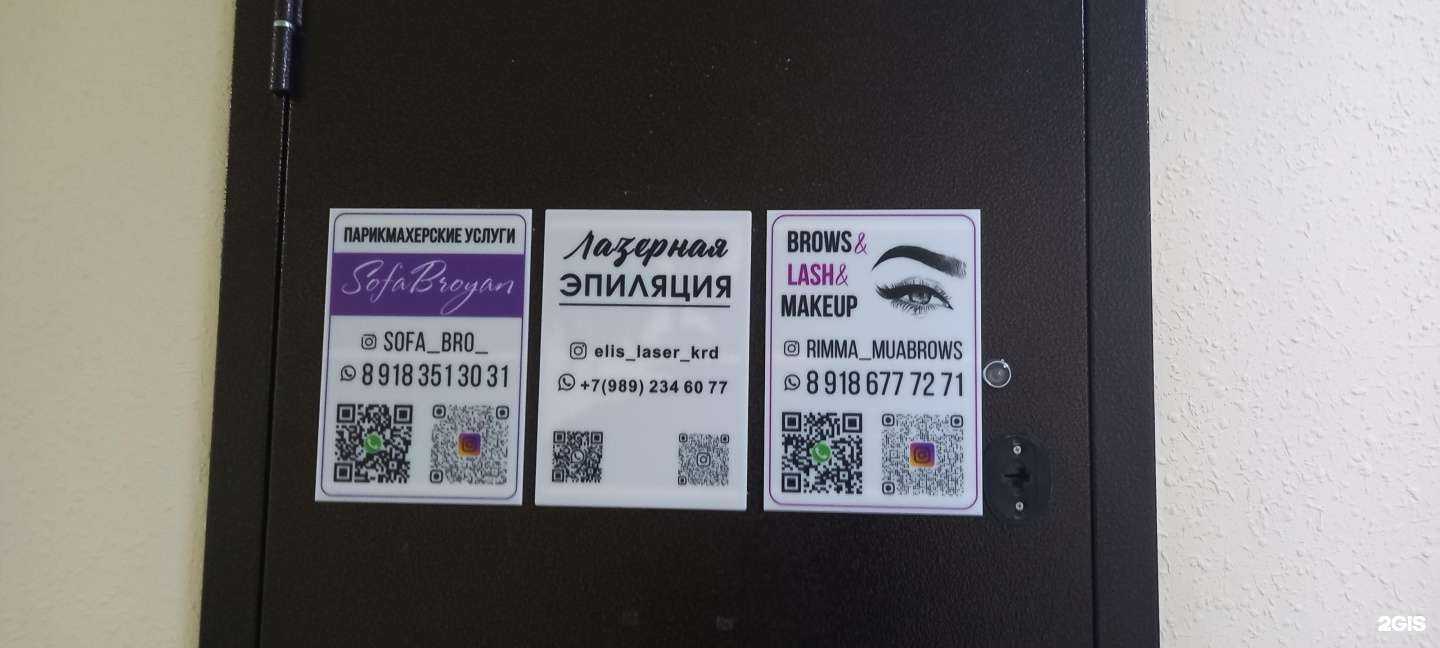 ПАРИКМАХЕРСКИЕ УСЛУГИ
SofaBroyan
SOFA_BRO_
8 918 351 30 31
Лазерная
ЭПИЛЯЦИЯ
elis_laser_krd
+7(989) 234 60 77
BROWS&
LASH&
MAKEUP
RIMMA_MUABROWS
8 918 677 72 71
2GIS